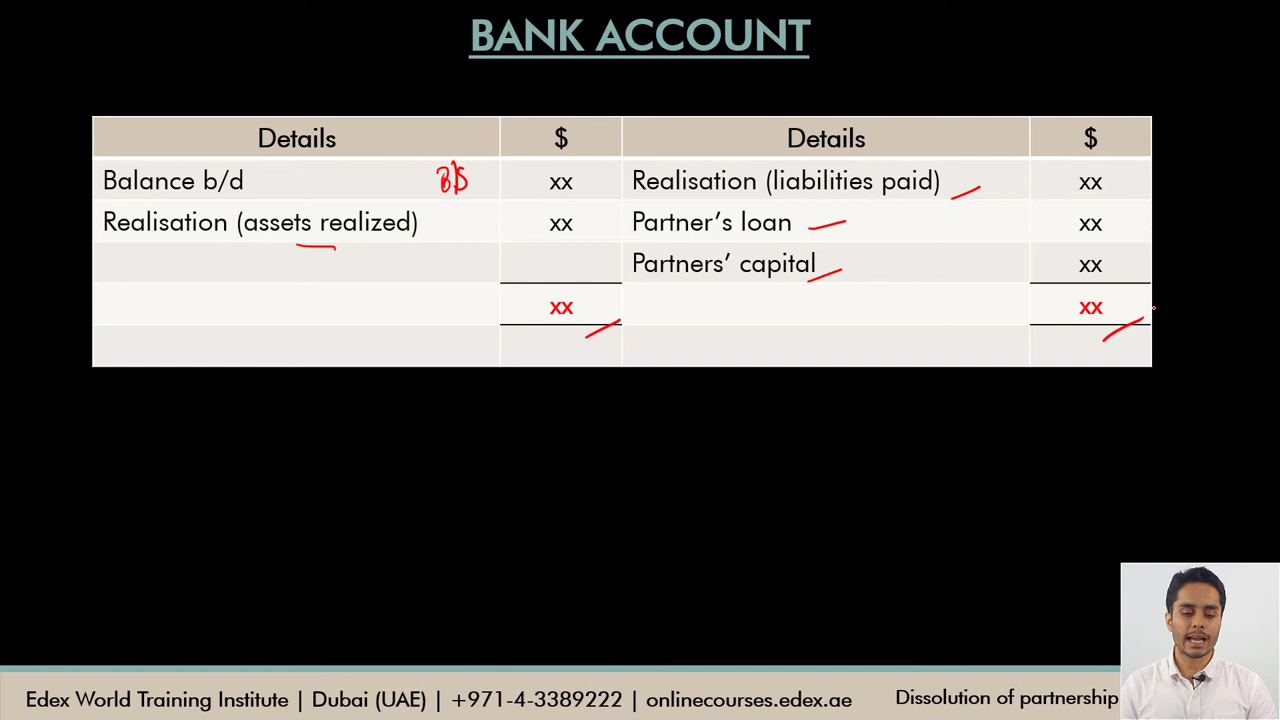 BANK ACCOUNT
Details $ Details $
Balance b/d B/S xx Realisation (liabilities paid) xx
Realisation (assets realized) xx Partner's loan xx
Partners' capital xx
xx xx
Edex World Training Institute | Dubai (UAE) | +971-4-3389222 | onlinecourses.edex.ae Dissolution of partnership